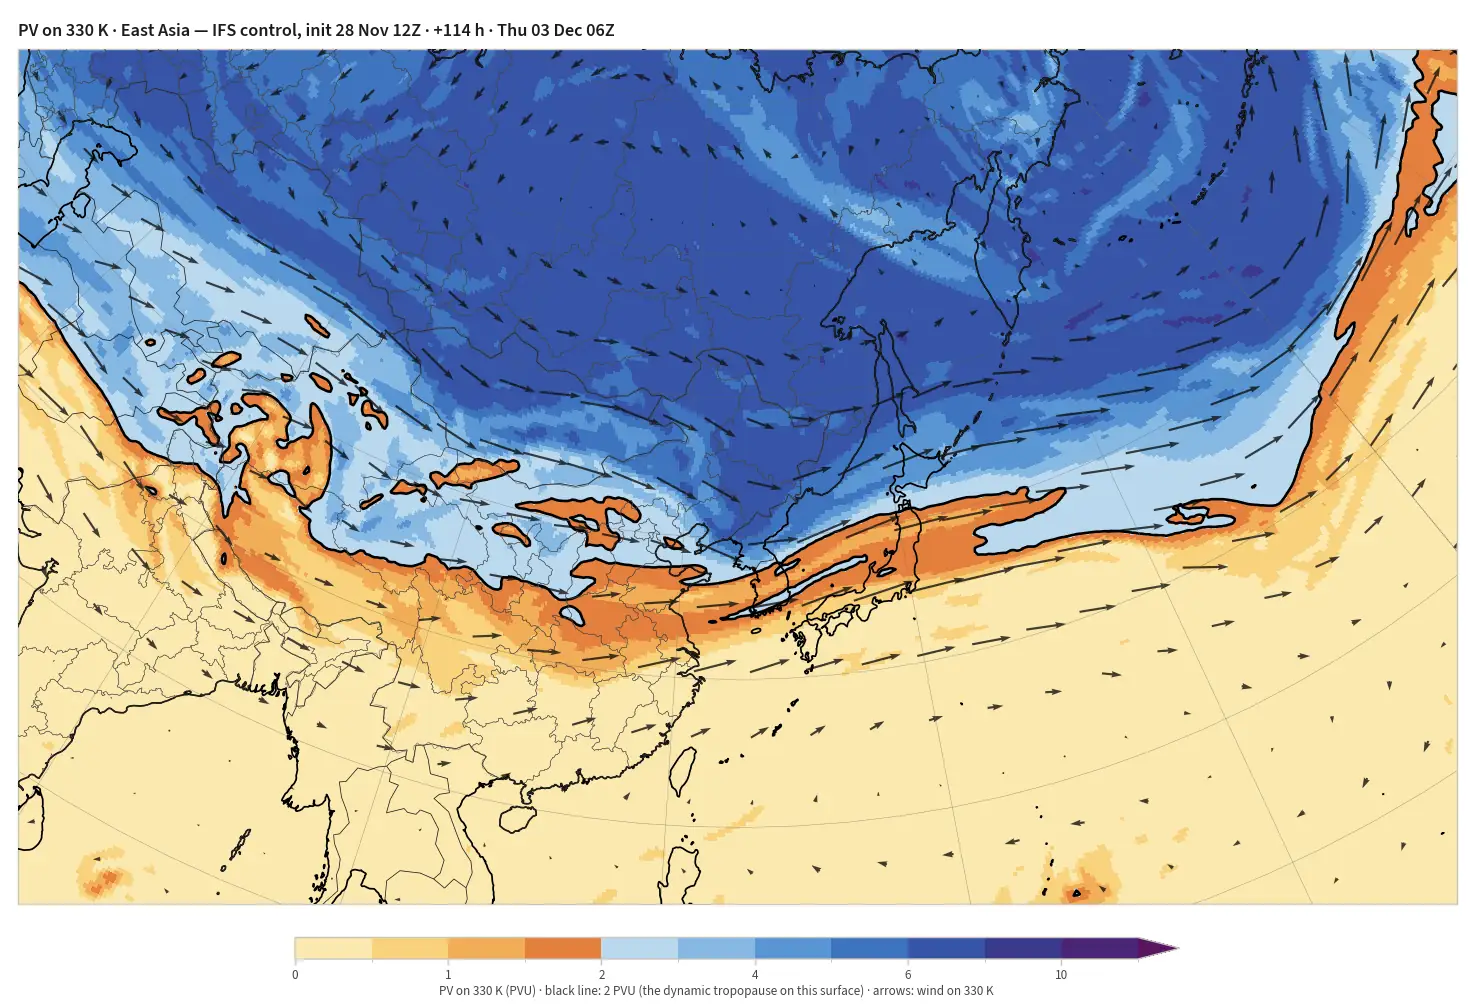 PV on 330 K · East Asia — IFS control, init 28 Nov 12Z · +114 h · Thu 03 Dec 06Z
0 1 2 4 6 10
PV on 330 K (PVU) · black line: 2 PVU (the dynamic tropopause on this surface) · arrows: wind on 330 K